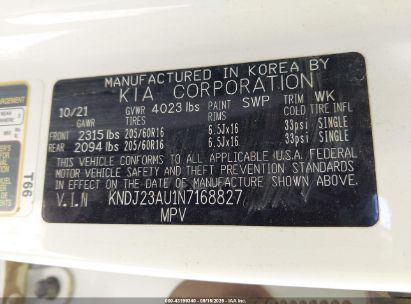 MANUFACTURED IN KOREA BY
KIA CORPORATION
10/21 GVWR 4023 lbs PAINT SWP TRIM WK
GAWR TIRES RIMS COLD TIRE INFL
FRONT 2315 lbs 205/60R16 6.5Jx16 33psi SINGLE
REAR 2094 lbs 205/60R16 6.5Jx16 33psi SINGLE
THIS VEHICLE CONFORMS TO ALL APPLICABLE U.S.A FEDERAL
MOTOR VEHICLE SAFETY AND THEFT PREVENTION STANDARDS
IN EFFECT ON THE DATE OF MANUFACTURE SHOWN ABOVE.
V.I.N KNDJ23AU1N7168827
MPV
T66